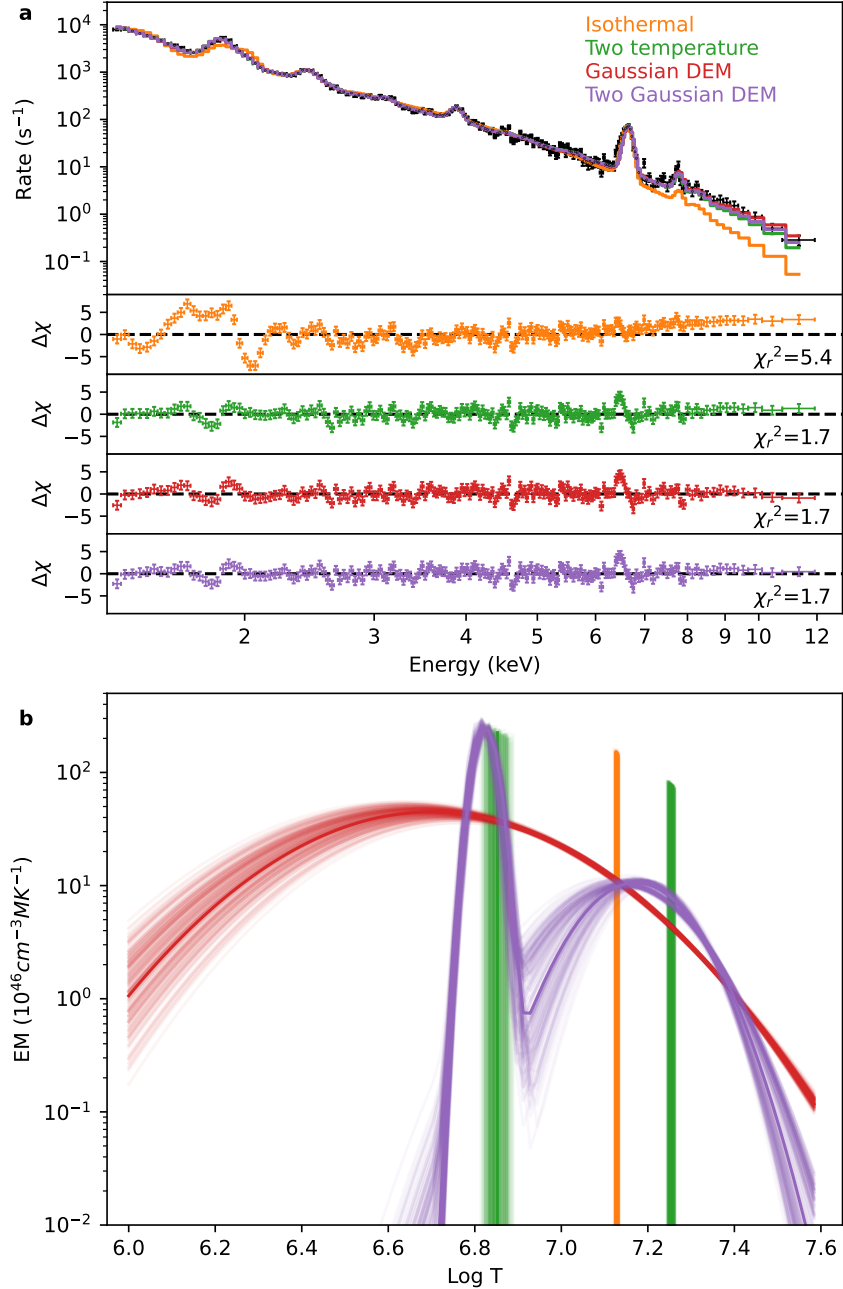 a
Isothermal
Two temperature
Gaussian DEM
Two Gaussian DEM
Rate (s⁻¹)
10⁴
10³
10²
10¹
10⁰
10⁻¹
Δχ
5
0
−5
χᵣ²=5.4
Δχ
5
0
−5
χᵣ²=1.7
Δχ
5
0
−5
χᵣ²=1.7
Δχ
5
0
−5
χᵣ²=1.7
2 3 4 5 6 7 8 9 10 12
Energy (keV)
b
EM (10⁴⁶cm⁻³MK⁻¹)
10²
10¹
10⁰
10⁻¹
10⁻²
6.0 6.2 6.4 6.6 6.8 7.0 7.2 7.4 7.6
Log T